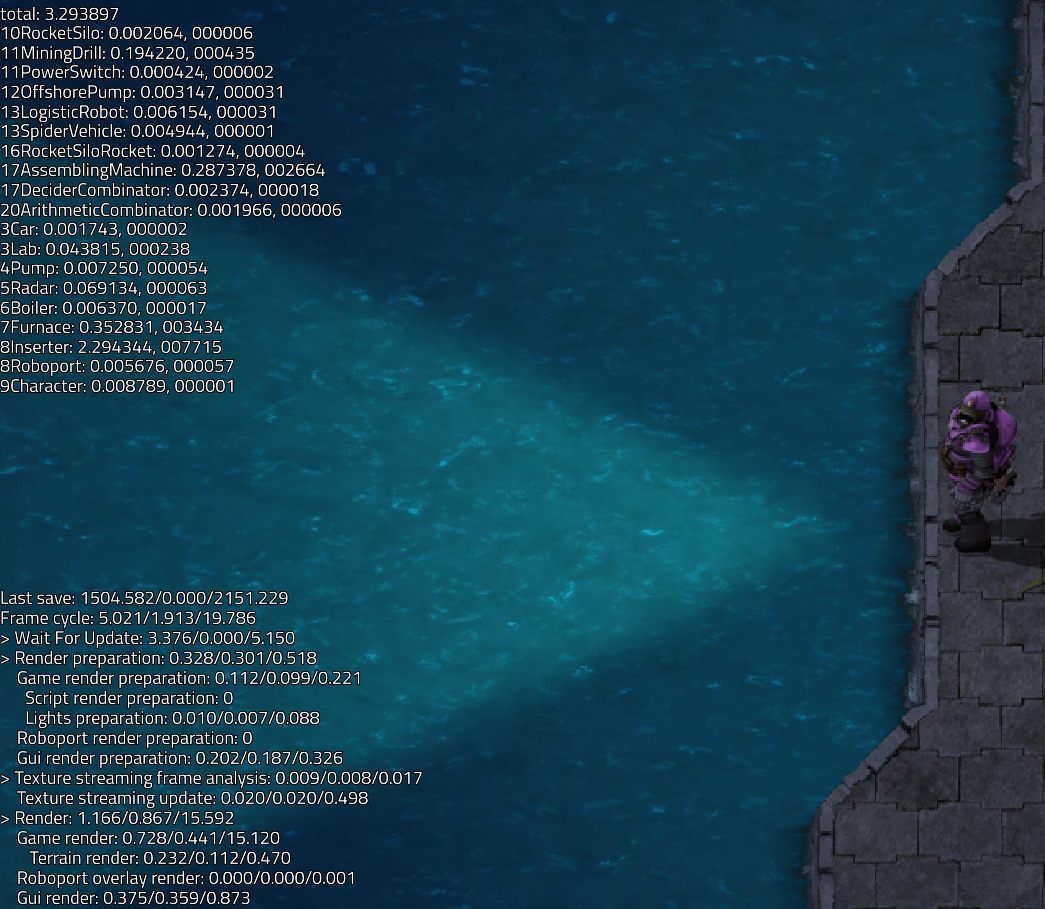 total: 3.293897
10RocketSilo: 0.002064, 000006
11MiningDrill: 0.194220, 000435
11PowerSwitch: 0.000424, 000002
12OffshorePump: 0.003147, 000031
13LogisticRobot: 0.006154, 000031
13SpiderVehicle: 0.004944, 000001
16RocketSiloRocket: 0.001274, 000004
17AssemblingMachine: 0.287378, 002664
17DeciderCombinator: 0.002374, 000018
20ArithmeticCombinator: 0.001966, 000006
3Car: 0.001743, 000002
3Lab: 0.043815, 000238
4Pump: 0.007250, 000054
5Radar: 0.069134, 000063
6Boiler: 0.006370, 000017
7Furnace: 0.352831, 003434
8Inserter: 2.294344, 007715
8Roboport: 0.005676, 000057
9Character: 0.008789, 000001
Last save: 1504.582/0.000/2151.229
Frame cycle: 5.021/1.913/19.786
> Wait For Update: 3.376/0.000/5.150
> Render preparation: 0.328/0.301/0.518
Game render preparation: 0.112/0.099/0.221
Script render preparation: 0
Lights preparation: 0.010/0.007/0.088
Roboport render preparation: 0
Gui render preparation: 0.202/0.187/0.326
> Texture streaming frame analysis: 0.009/0.008/0.017
Texture streaming update: 0.020/0.020/0.498
> Render: 1.166/0.867/15.592
Game render: 0.728/0.441/15.120
Terrain render: 0.232/0.112/0.470
Roboport overlay render: 0.000/0.000/0.001
Gui render: 0.375/0.359/0.873